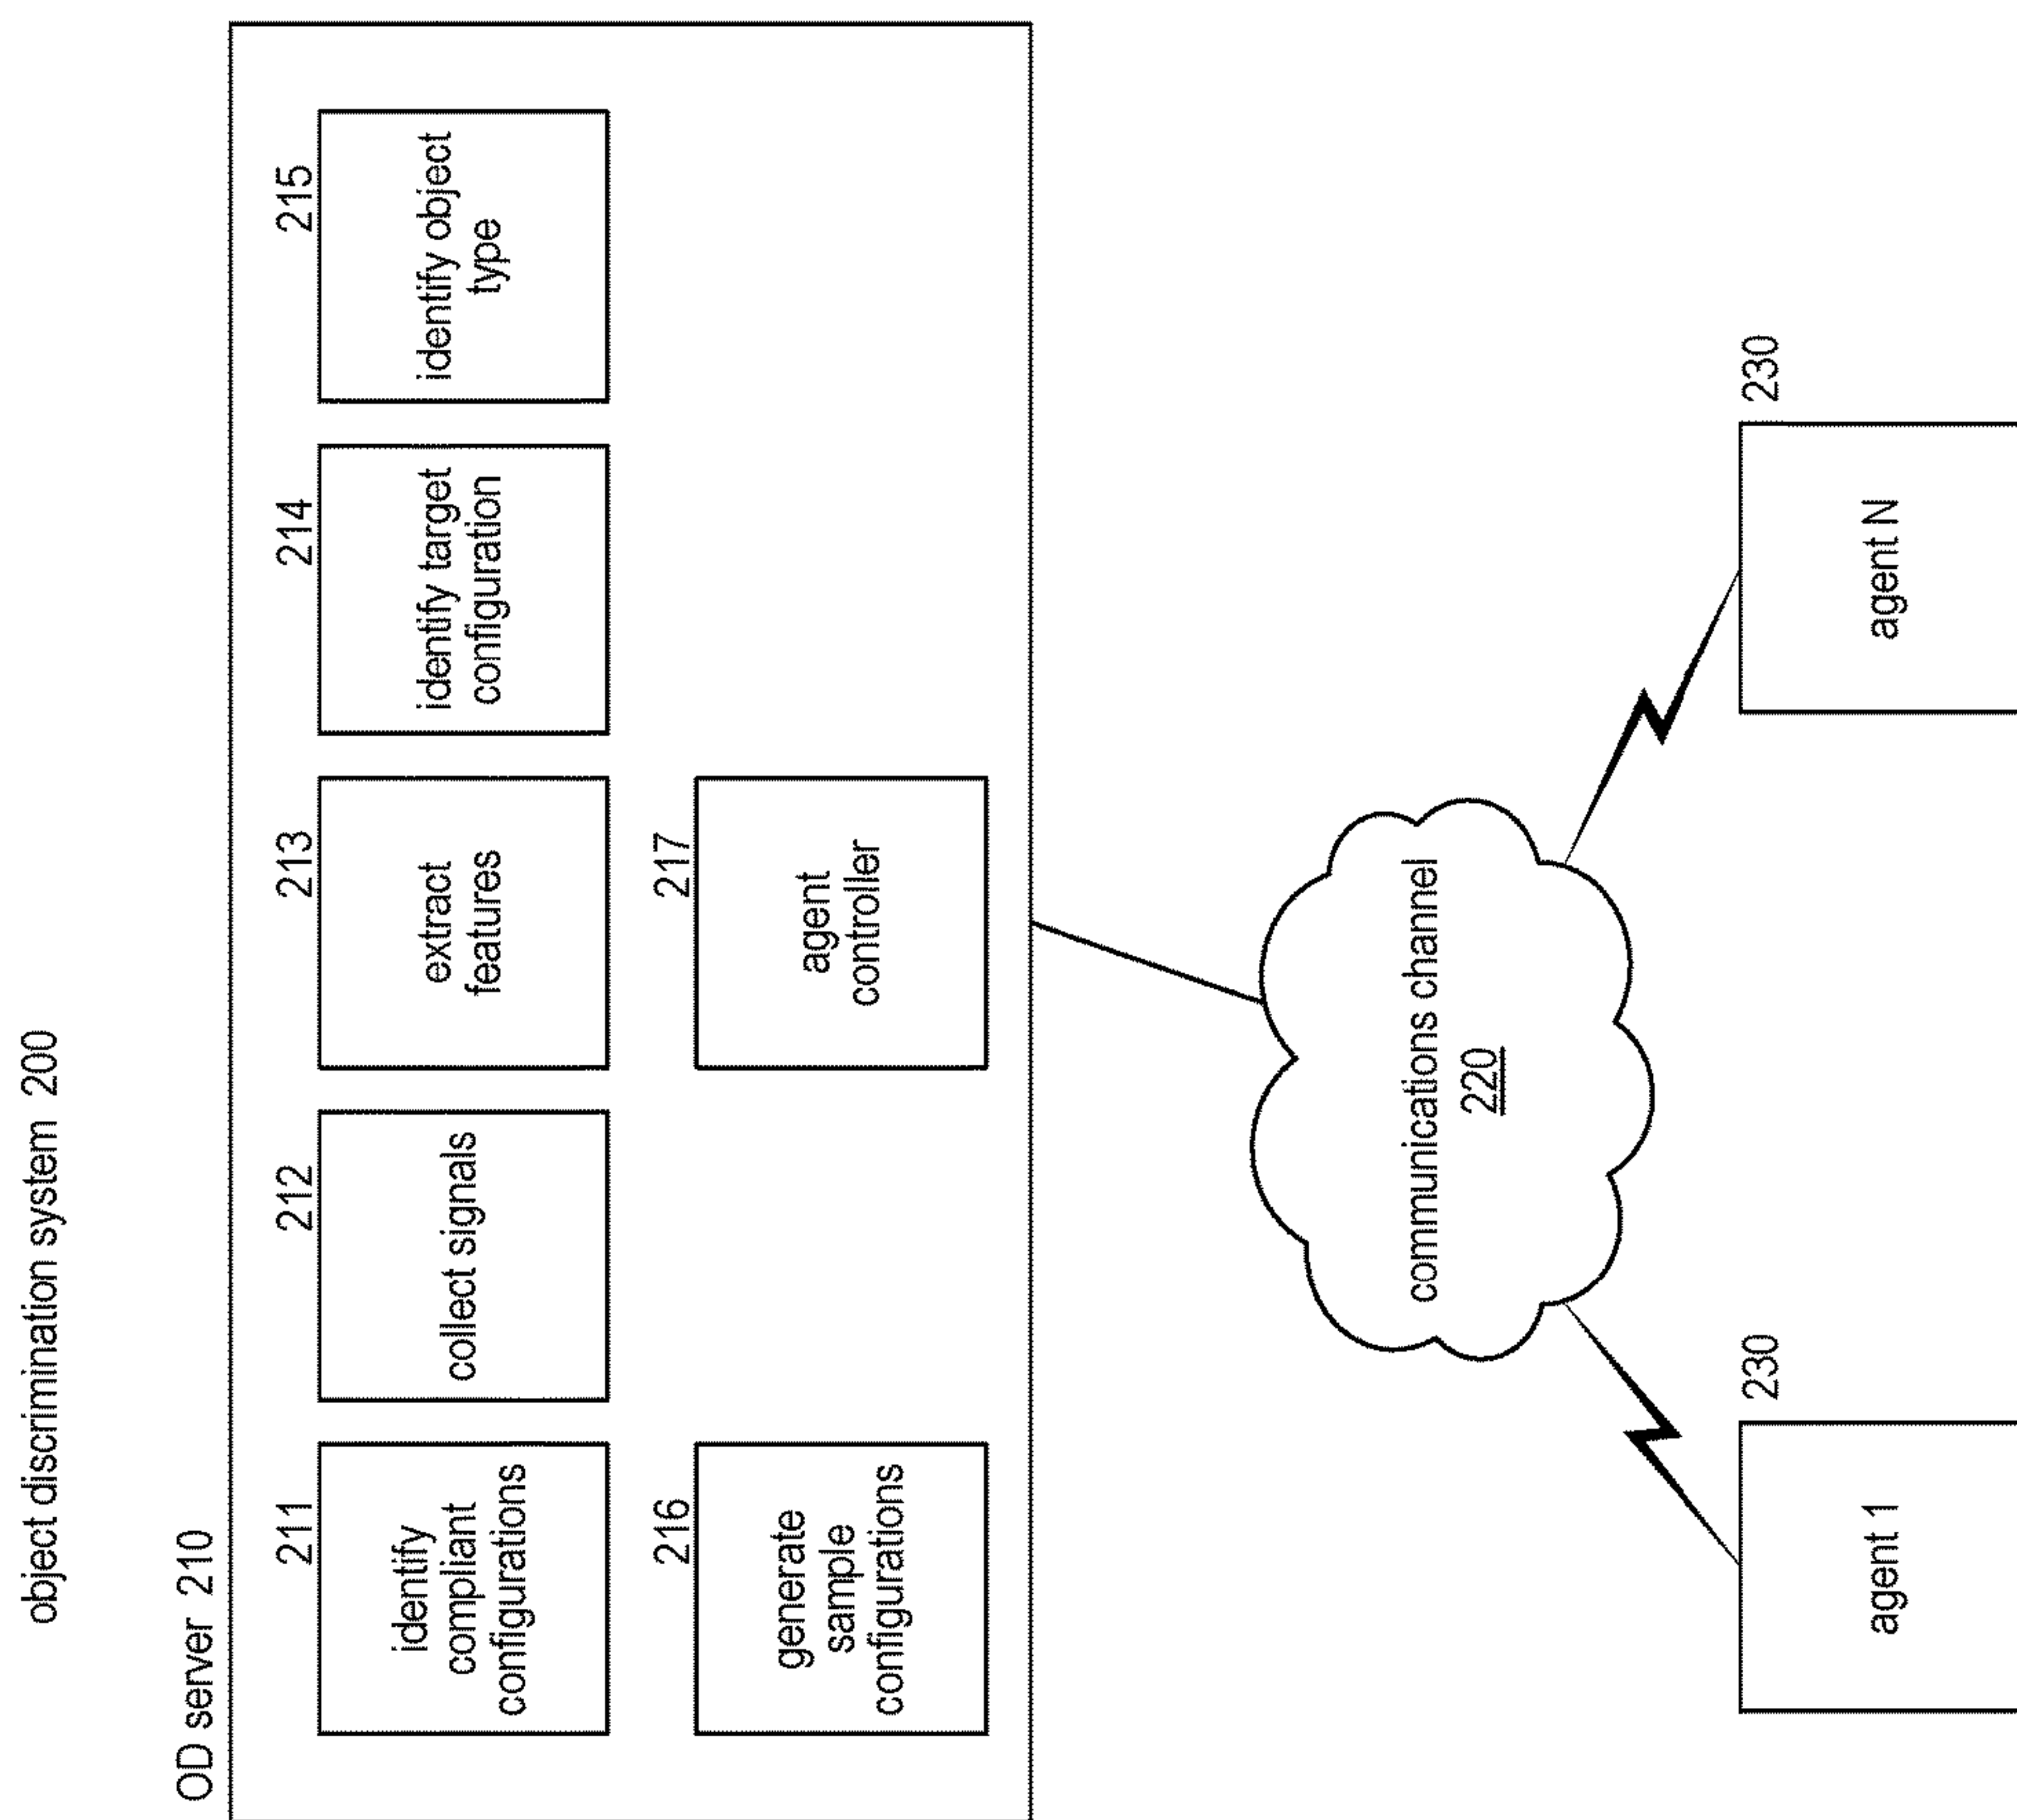 object discrimination system 200
OD server 210
211
identify
compliant
configurations
212
collect signals
213
extract
features
214
identify target
configuration
215
identify object
type
216
generate
sample
configurations
217
agent
controller
communications channel
220
230
agent 1
230
agent N